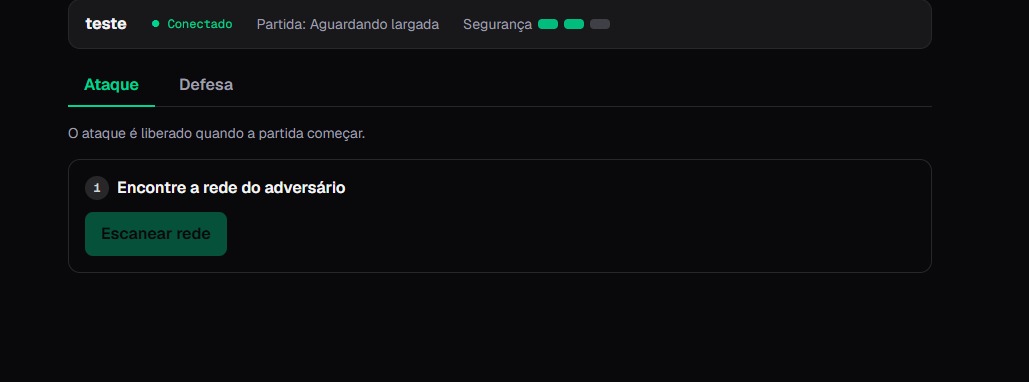 teste Conectado Partida: Aguardando largada Segurança
Ataque Defesa
O ataque é liberado quando a partida começar.
1 Encontre a rede do adversário
Escanear rede